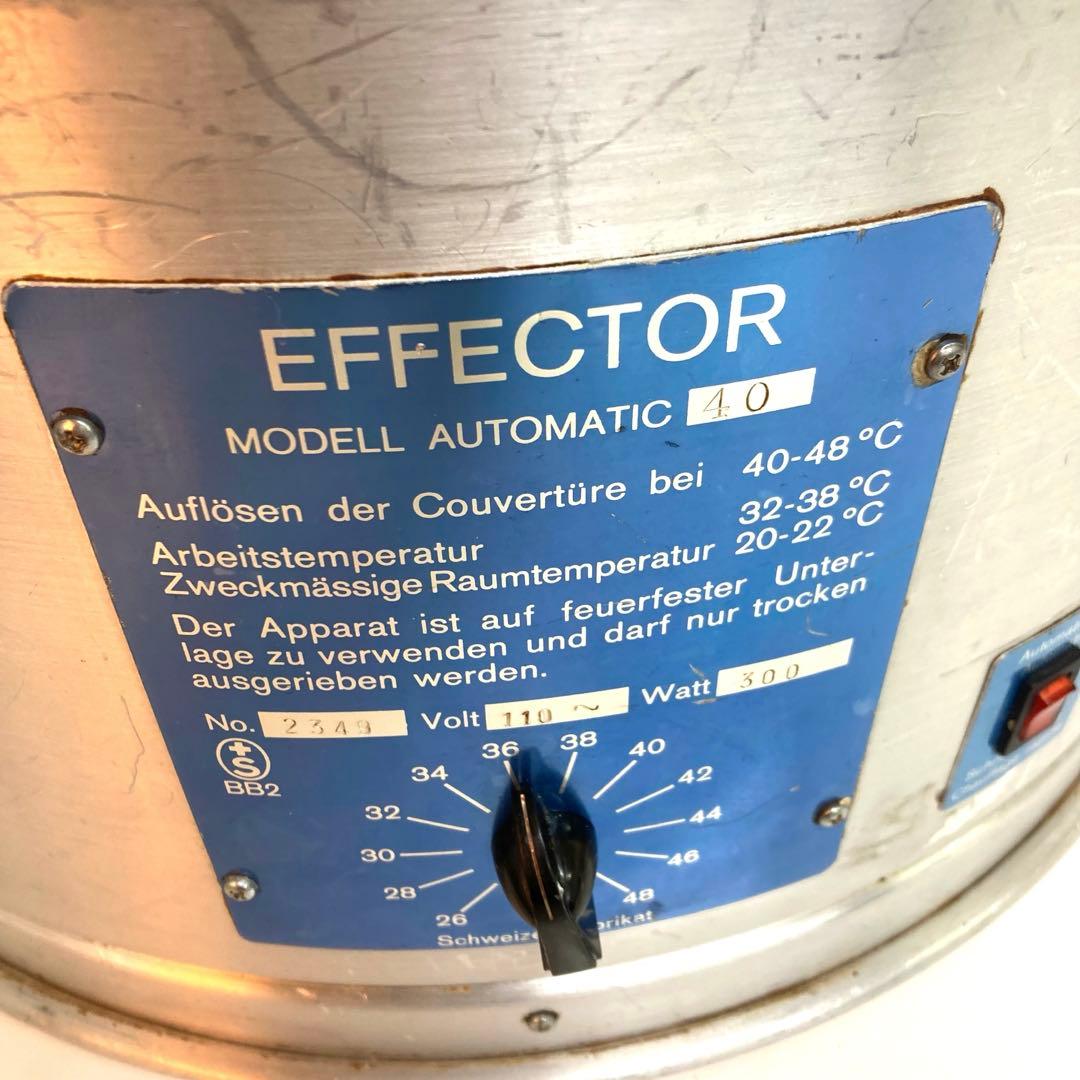 EFFECTOR
MODELL AUTOMATIC 40
Auflösen der Couvertüre bei 40-48 °C
Arbeitstemperatur 32-38 °C
Zweckmässige Raumtemperatur 20-22 °C
Der Apparat ist auf feuerfester Unter-
lage zu verwenden und darf nur trocken
ausgerieben werden.
No. 2349 Volt 110 ~ Watt 300
+S
BB2
26
28
30
32
34
36
38
40
42
44
46
48